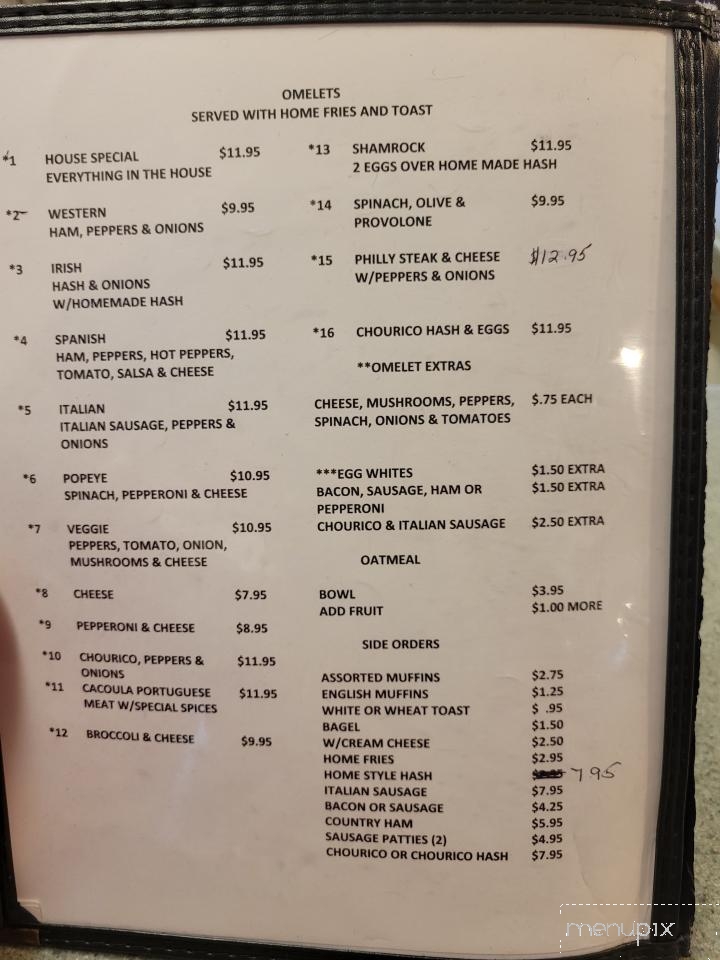 OMELETS
SERVED WITH HOME FRIES AND TOAST
*1 HOUSE SPECIAL $11.95
EVERYTHING IN THE HOUSE
*2 WESTERN $9.95
HAM, PEPPERS & ONIONS
*3 IRISH $11.95
HASH & ONIONS
W/HOMEMADE HASH
*4 SPANISH $11.95
HAM, PEPPERS, HOT PEPPERS,
TOMATO, SALSA & CHEESE
*5 ITALIAN $11.95
ITALIAN SAUSAGE, PEPPERS &
ONIONS
*6 POPEYE $10.95
SPINACH, PEPPERONI & CHEESE
*7 VEGGIE $10.95
PEPPERS, TOMATO, ONION,
MUSHROOMS & CHEESE
*8 CHEESE $7.95
*9 PEPPERONI & CHEESE $8.95
*10 CHOURICO, PEPPERS & $11.95
ONIONS
*11 CACOULA PORTUGUESE $11.95
MEAT W/SPECIAL SPICES
*12 BROCCOLI & CHEESE $9.95
*13 SHAMROCK $11.95
2 EGGS OVER HOME MADE HASH
*14 SPINACH, OLIVE & $9.95
PROVOLONE
*15 PHILLY STEAK & CHEESE $12.95
W/PEPPERS & ONIONS
*16 CHOURICO HASH & EGGS $11.95
**OMELET EXTRAS
CHEESE, MUSHROOMS, PEPPERS, $.75 EACH
SPINACH, ONIONS & TOMATOES
***EGG WHITES $1.50 EXTRA
BACON, SAUSAGE, HAM OR $1.50 EXTRA
PEPPERONI
CHOURICO & ITALIAN SAUSAGE $2.50 EXTRA
OATMEAL
BOWL $3.95
ADD FRUIT $1.00 MORE
SIDE ORDERS
ASSORTED MUFFINS $2.75
ENGLISH MUFFINS $1.25
WHITE OR WHEAT TOAST $ .95
BAGEL $1.50
W/CREAM CHEESE $2.50
HOME FRIES $2.95
HOME STYLE HASH 7 95
ITALIAN SAUSAGE $7.95
BACON OR SAUSAGE $4.25
COUNTRY HAM $5.95
SAUSAGE PATTIES (2) $4.95
CHOURICO OR CHOURICO HASH $7.95
menupix